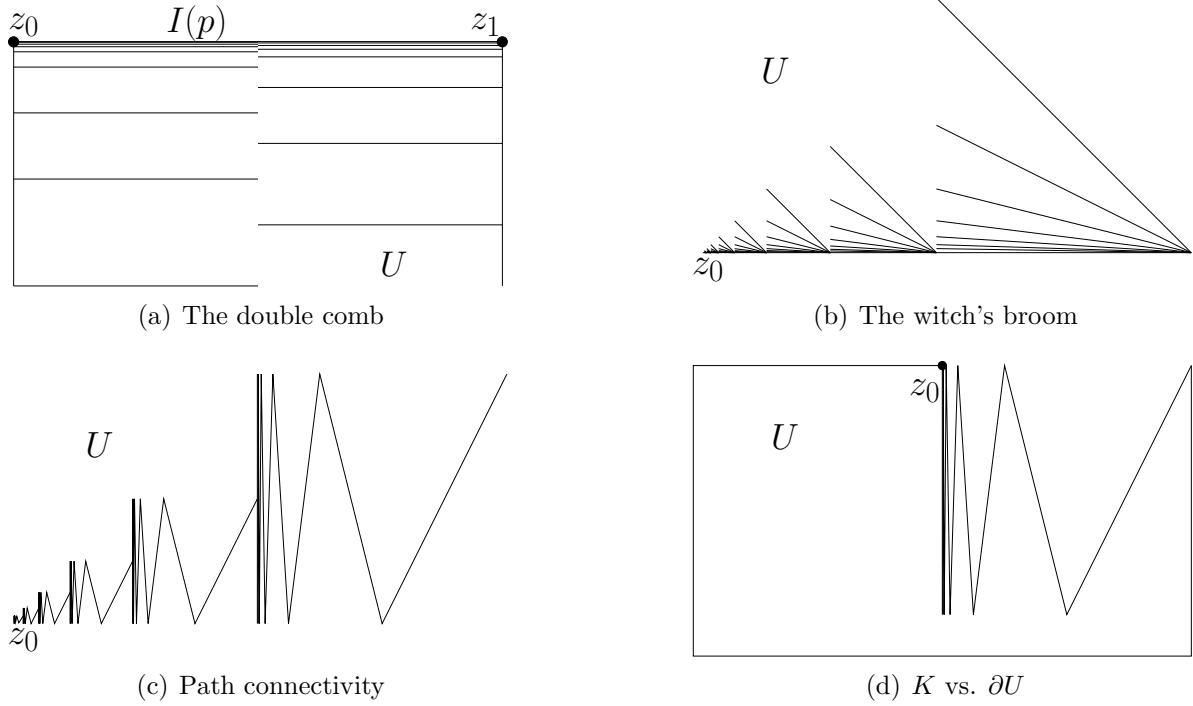 z₀ I(p) z₁
U
(a) The double comb
U
z₀
(b) The witch's broom
U
z₀
(c) Path connectivity
z₀
U
(d) K vs. ∂U